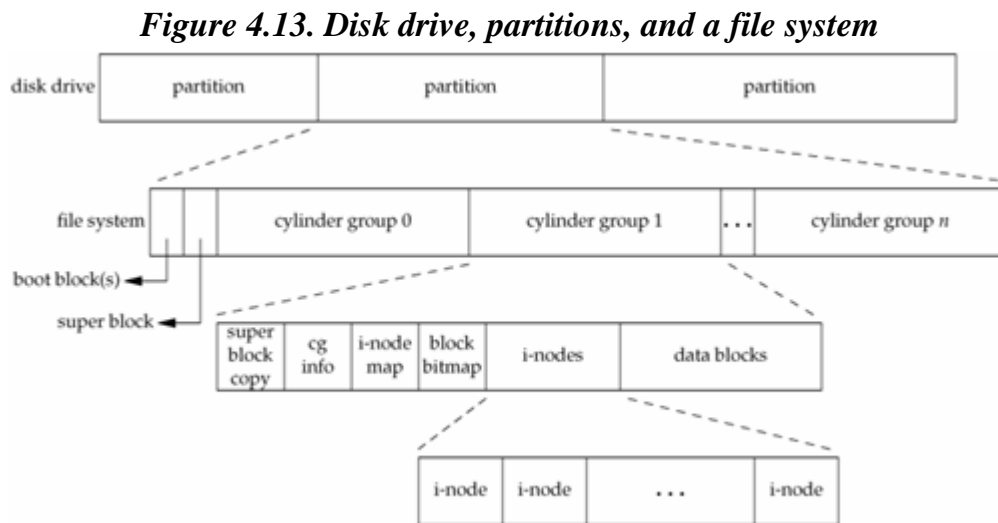 Figure 4.13. Disk drive, partitions, and a file system
disk drive
partition
partition
partition
file system
cylinder group 0
cylinder group 1
...
cylinder group n
boot block(s)
super block
super
block
copy
cg
info
i-node
map
block
bitmap
i-nodes
data blocks
i-node
i-node
...
i-node